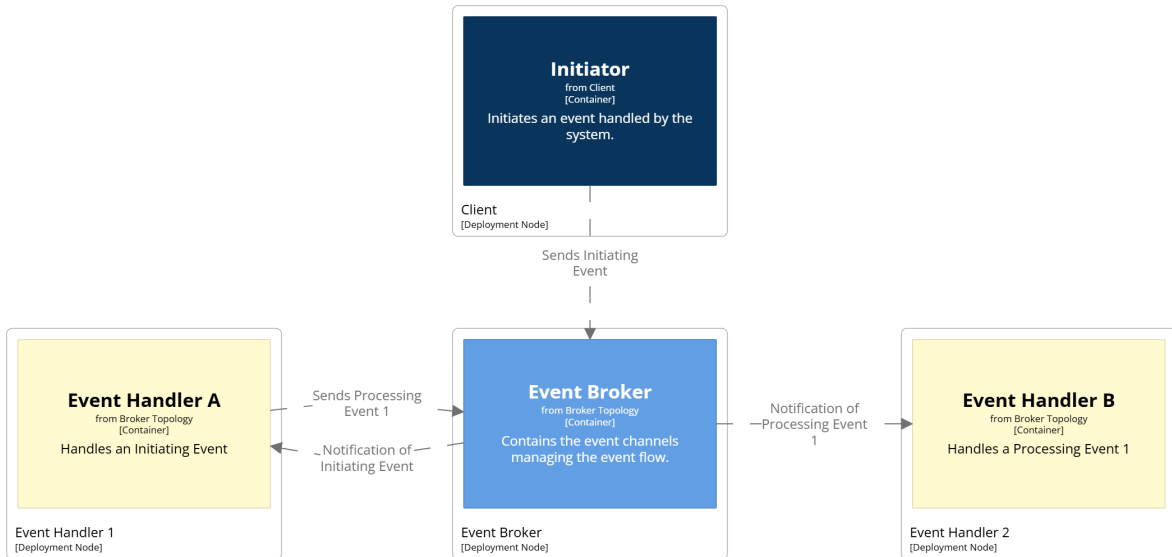 Initiator
from Client
[Container]
Initiates an event handled by the
system.
Client
[Deployment Node]
Sends Initiating
Event
Event Handler A
from Broker Topology
[Container]
Handles an Initiating Event
Event Handler 1
[Deployment Node]
Sends Processing
Event 1
Notification of
Initiating Event
Event Broker
from Broker Topology
[Container]
Contains the event channels
managing the event flow.
Event Broker
[Deployment Node]
Notification of
Processing Event
1
Event Handler B
from Broker Topology
[Container]
Handles a Processing Event 1
Event Handler 2
[Deployment Node]